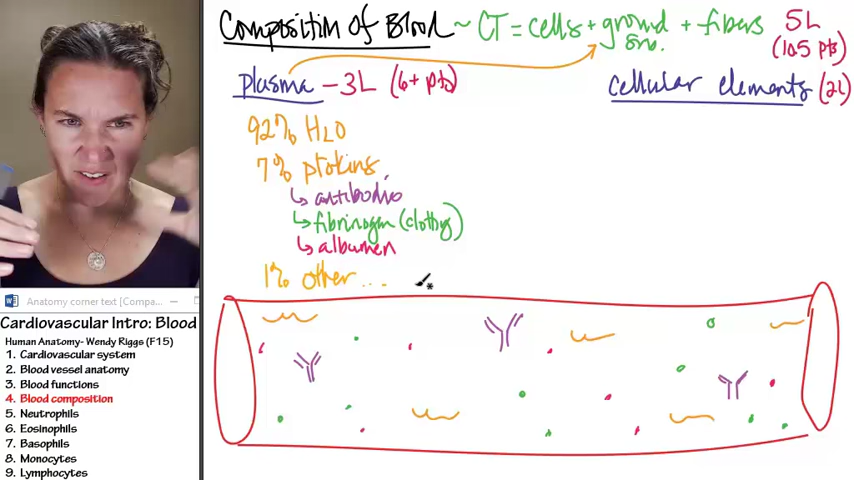 Composition of Blood ~ CT = cells + ground + fibers 5L
sub. (10.5 pts)
plasma - 3L (6+ pts) cellular elements (2L)
92% H2O
7% proteins
↳ antibodies
↳ fibrinogen (clotting)
↳ albumen
1% other...
Anatomy corner text [Compa...
Cardiovascular Intro: Blood
Human Anatomy- Wendy Riggs (F15)
1. Cardiovascular system
2. Blood vessel anatomy
3. Blood functions
4. Blood composition
5. Neutrophils
6. Eosinophils
7. Basophils
8. Monocytes
9. Lymphocytes